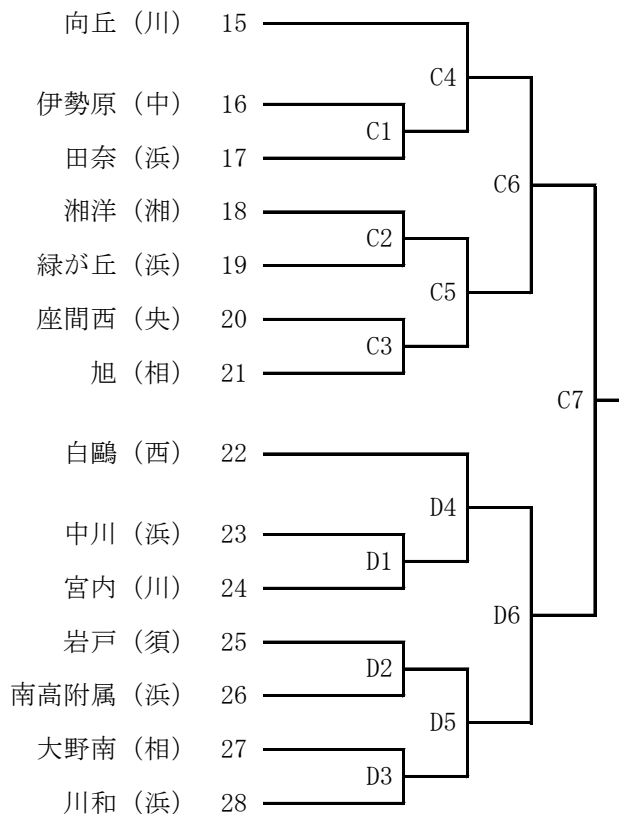 向丘（川） 15
C4
伊勢原（中） 16
C1
田奈（浜） 17
C6
湘洋（湘） 18
C2
緑が丘（浜） 19
C5
座間西（央） 20
C3
旭（相） 21
C7
白鷗（西） 22
D4
中川（浜） 23
D1
宮内（川） 24
D6
岩戸（須） 25
D2
南高附属（浜） 26
D5
大野南（相） 27
D3
川和（浜） 28